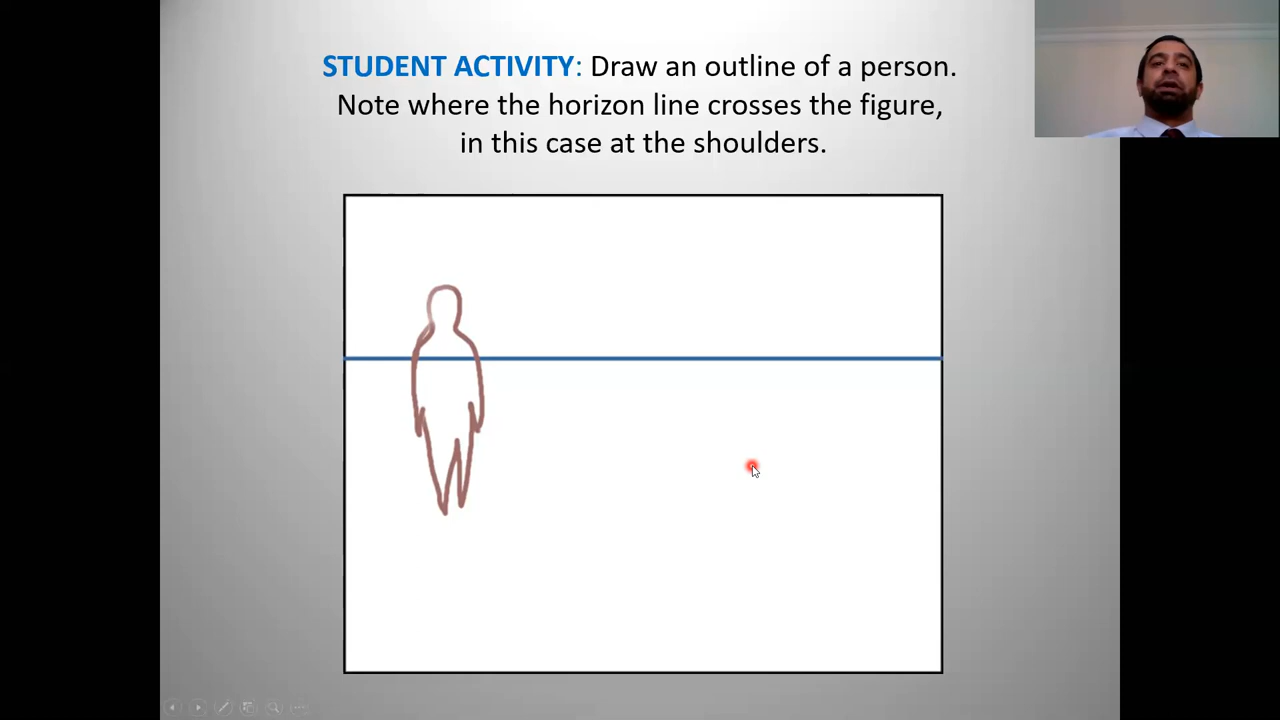 STUDENT ACTIVITY: Draw an outline of a person.
Note where the horizon line crosses the figure,
in this case at the shoulders.